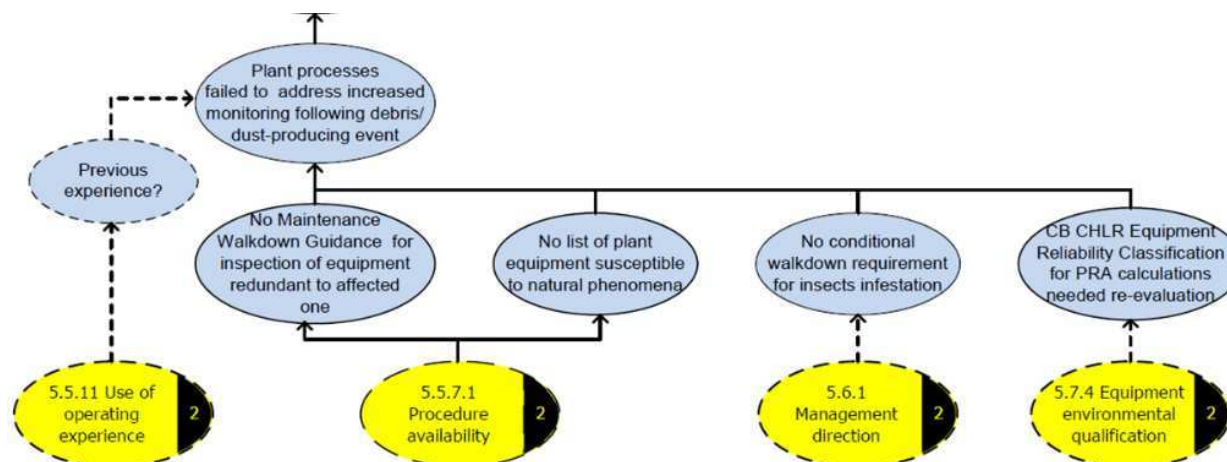 Plant processes
failed to address increased
monitoring following debris/
dust-producing event
Previous
experience?
No Maintenance
Walkdown Guidance for
inspection of equipment
redundant to affected
one
No list of plant
equipment susceptible
to natural phenomena
No conditional
walkdown requirement
for insects infestation
CB CHLR Equipment
Reliability Classification
for PRA calculations
needed re-evaluation
5.5.11 Use of
operating
experience
2
5.5.7.1
Procedure
availability
2
5.6.1
Management
direction
2
5.7.4 Equipment
environmental
qualification
2